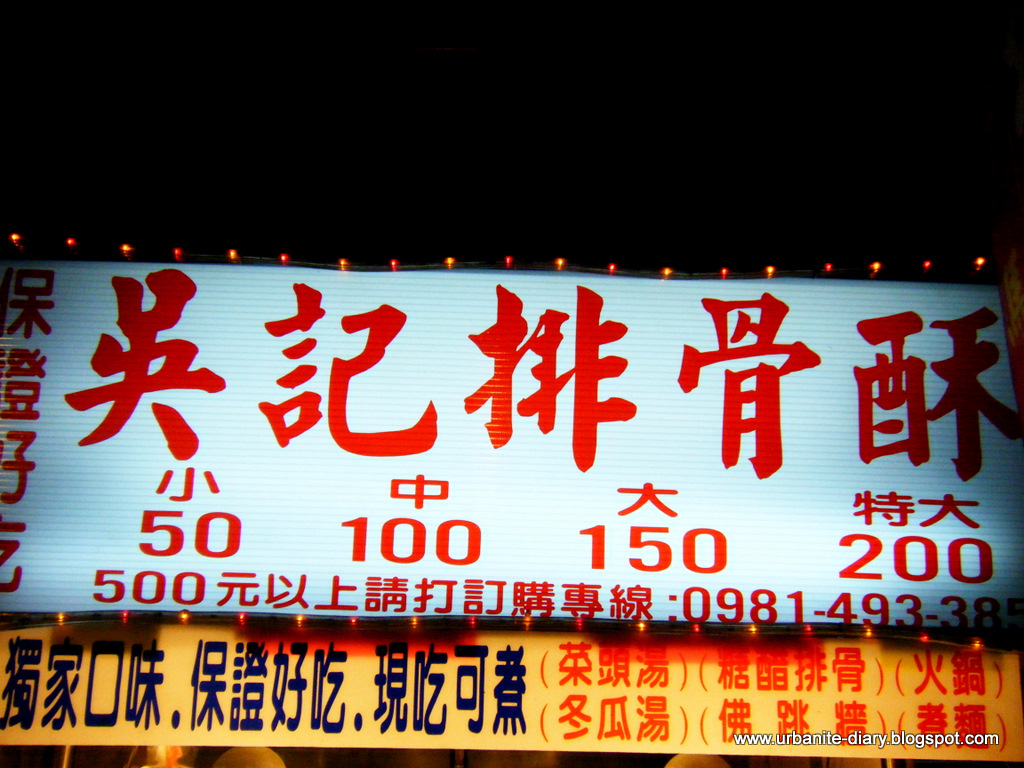 保證好吃
吳記排骨酥
小 中 大 特大
50 100 150 200
500元以上請打訂購專線:0981-493-385
獨家口味.保證好吃.現吃可煮
(菜頭湯)(糖醋排骨)(火鍋)
(冬瓜湯)(佛跳牆)(煮麵)
www.urbanite-diary.blogspot.com